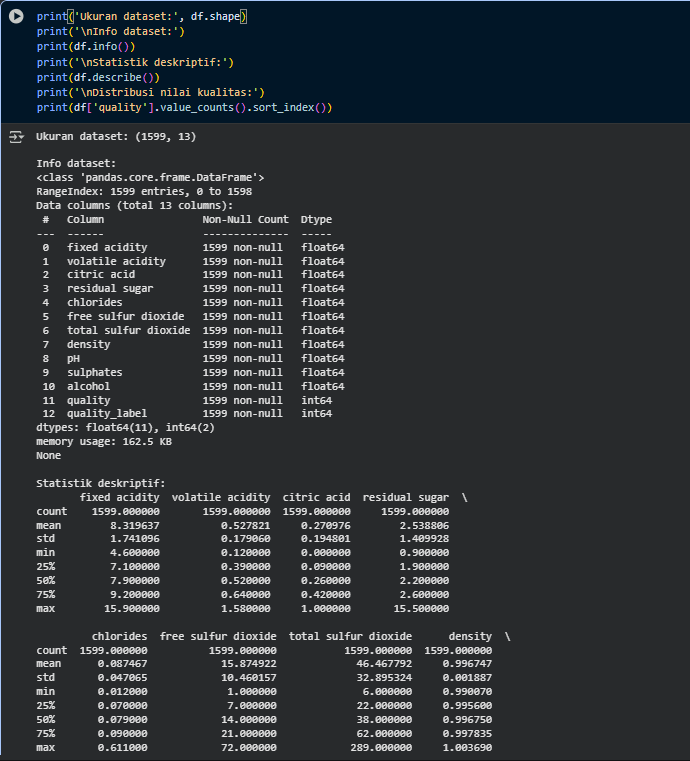 print('Ukuran dataset:', df.shape)
print('\nInfo dataset:')
print(df.info())
print('\nStatistik deskriptif:')
print(df.describe())
print('\nDistribusi nilai kualitas:')
print(df['quality'].value_counts().sort_index())
Ukuran dataset: (1599, 13)
Info dataset:
<class 'pandas.core.frame.DataFrame'>
RangeIndex: 1599 entries, 0 to 1598
Data columns (total 13 columns):
 #   Column                Non-Null Count  Dtype
---  ------                --------------  -----
 0   fixed acidity         1599 non-null   float64
 1   volatile acidity      1599 non-null   float64
 2   citric acid           1599 non-null   float64
 3   residual sugar        1599 non-null   float64
 4   chlorides             1599 non-null   float64
 5   free sulfur dioxide   1599 non-null   float64
 6   total sulfur dioxide  1599 non-null   float64
 7   density               1599 non-null   float64
 8   pH                    1599 non-null   float64
 9   sulphates             1599 non-null   float64
 10  alcohol               1599 non-null   float64
 11  quality               1599 non-null   int64
 12  quality_label         1599 non-null   int64
dtypes: float64(11), int64(2)
memory usage: 162.5 KB
None
Statistik deskriptif:
       fixed acidity  volatile acidity  citric acid  residual sugar  \
count    1599.000000       1599.000000  1599.000000     1599.000000
mean        8.319637          0.527821     0.270976        2.538806
std         1.741096          0.179060     0.194801        1.409928
min         4.600000          0.120000     0.000000        0.900000
25%         7.100000          0.390000     0.090000        1.900000
50%         7.900000          0.520000     0.260000        2.200000
75%         9.200000          0.640000     0.420000        2.600000
max        15.900000          1.580000     1.000000       15.500000
         chlorides  free sulfur dioxide  total sulfur dioxide      density  \
count  1599.000000          1599.000000           1599.000000  1599.000000
mean      0.087467            15.874922             46.467792     0.996747
std       0.047065            10.460157             32.895324     0.001887
min       0.012000             1.000000              6.000000     0.990070
25%       0.070000             7.000000             22.000000     0.995600
50%       0.079000            14.000000             38.000000     0.996750
75%       0.090000            21.000000             62.000000     0.997835
max       0.611000            72.000000            289.000000     1.003690